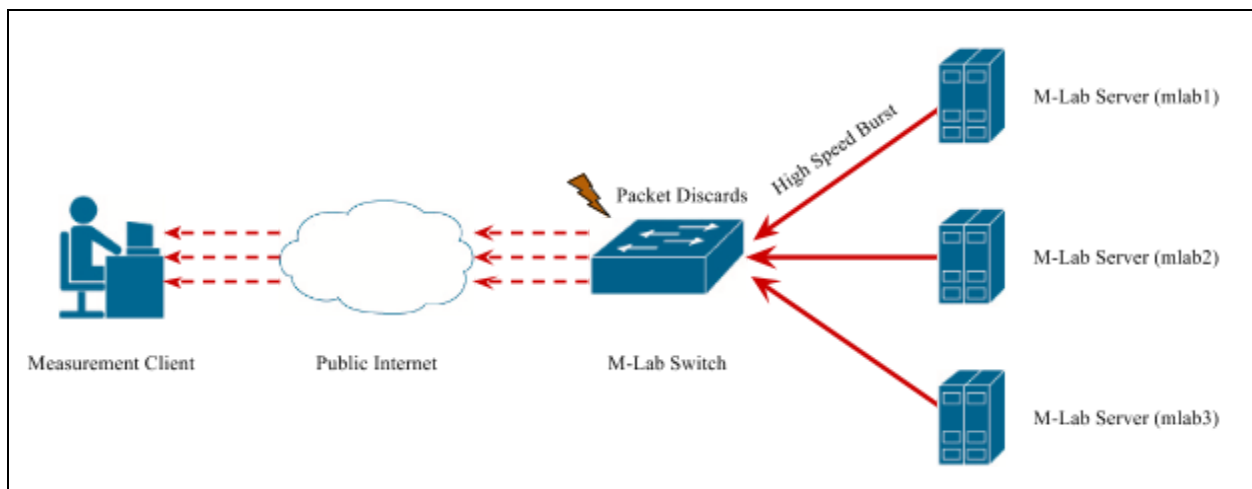 M-Lab Server (mlab1)
High Speed Burst
Packet Discards
M-Lab Server (mlab2)
Measurement Client
Public Internet
M-Lab Switch
M-Lab Server (mlab3)